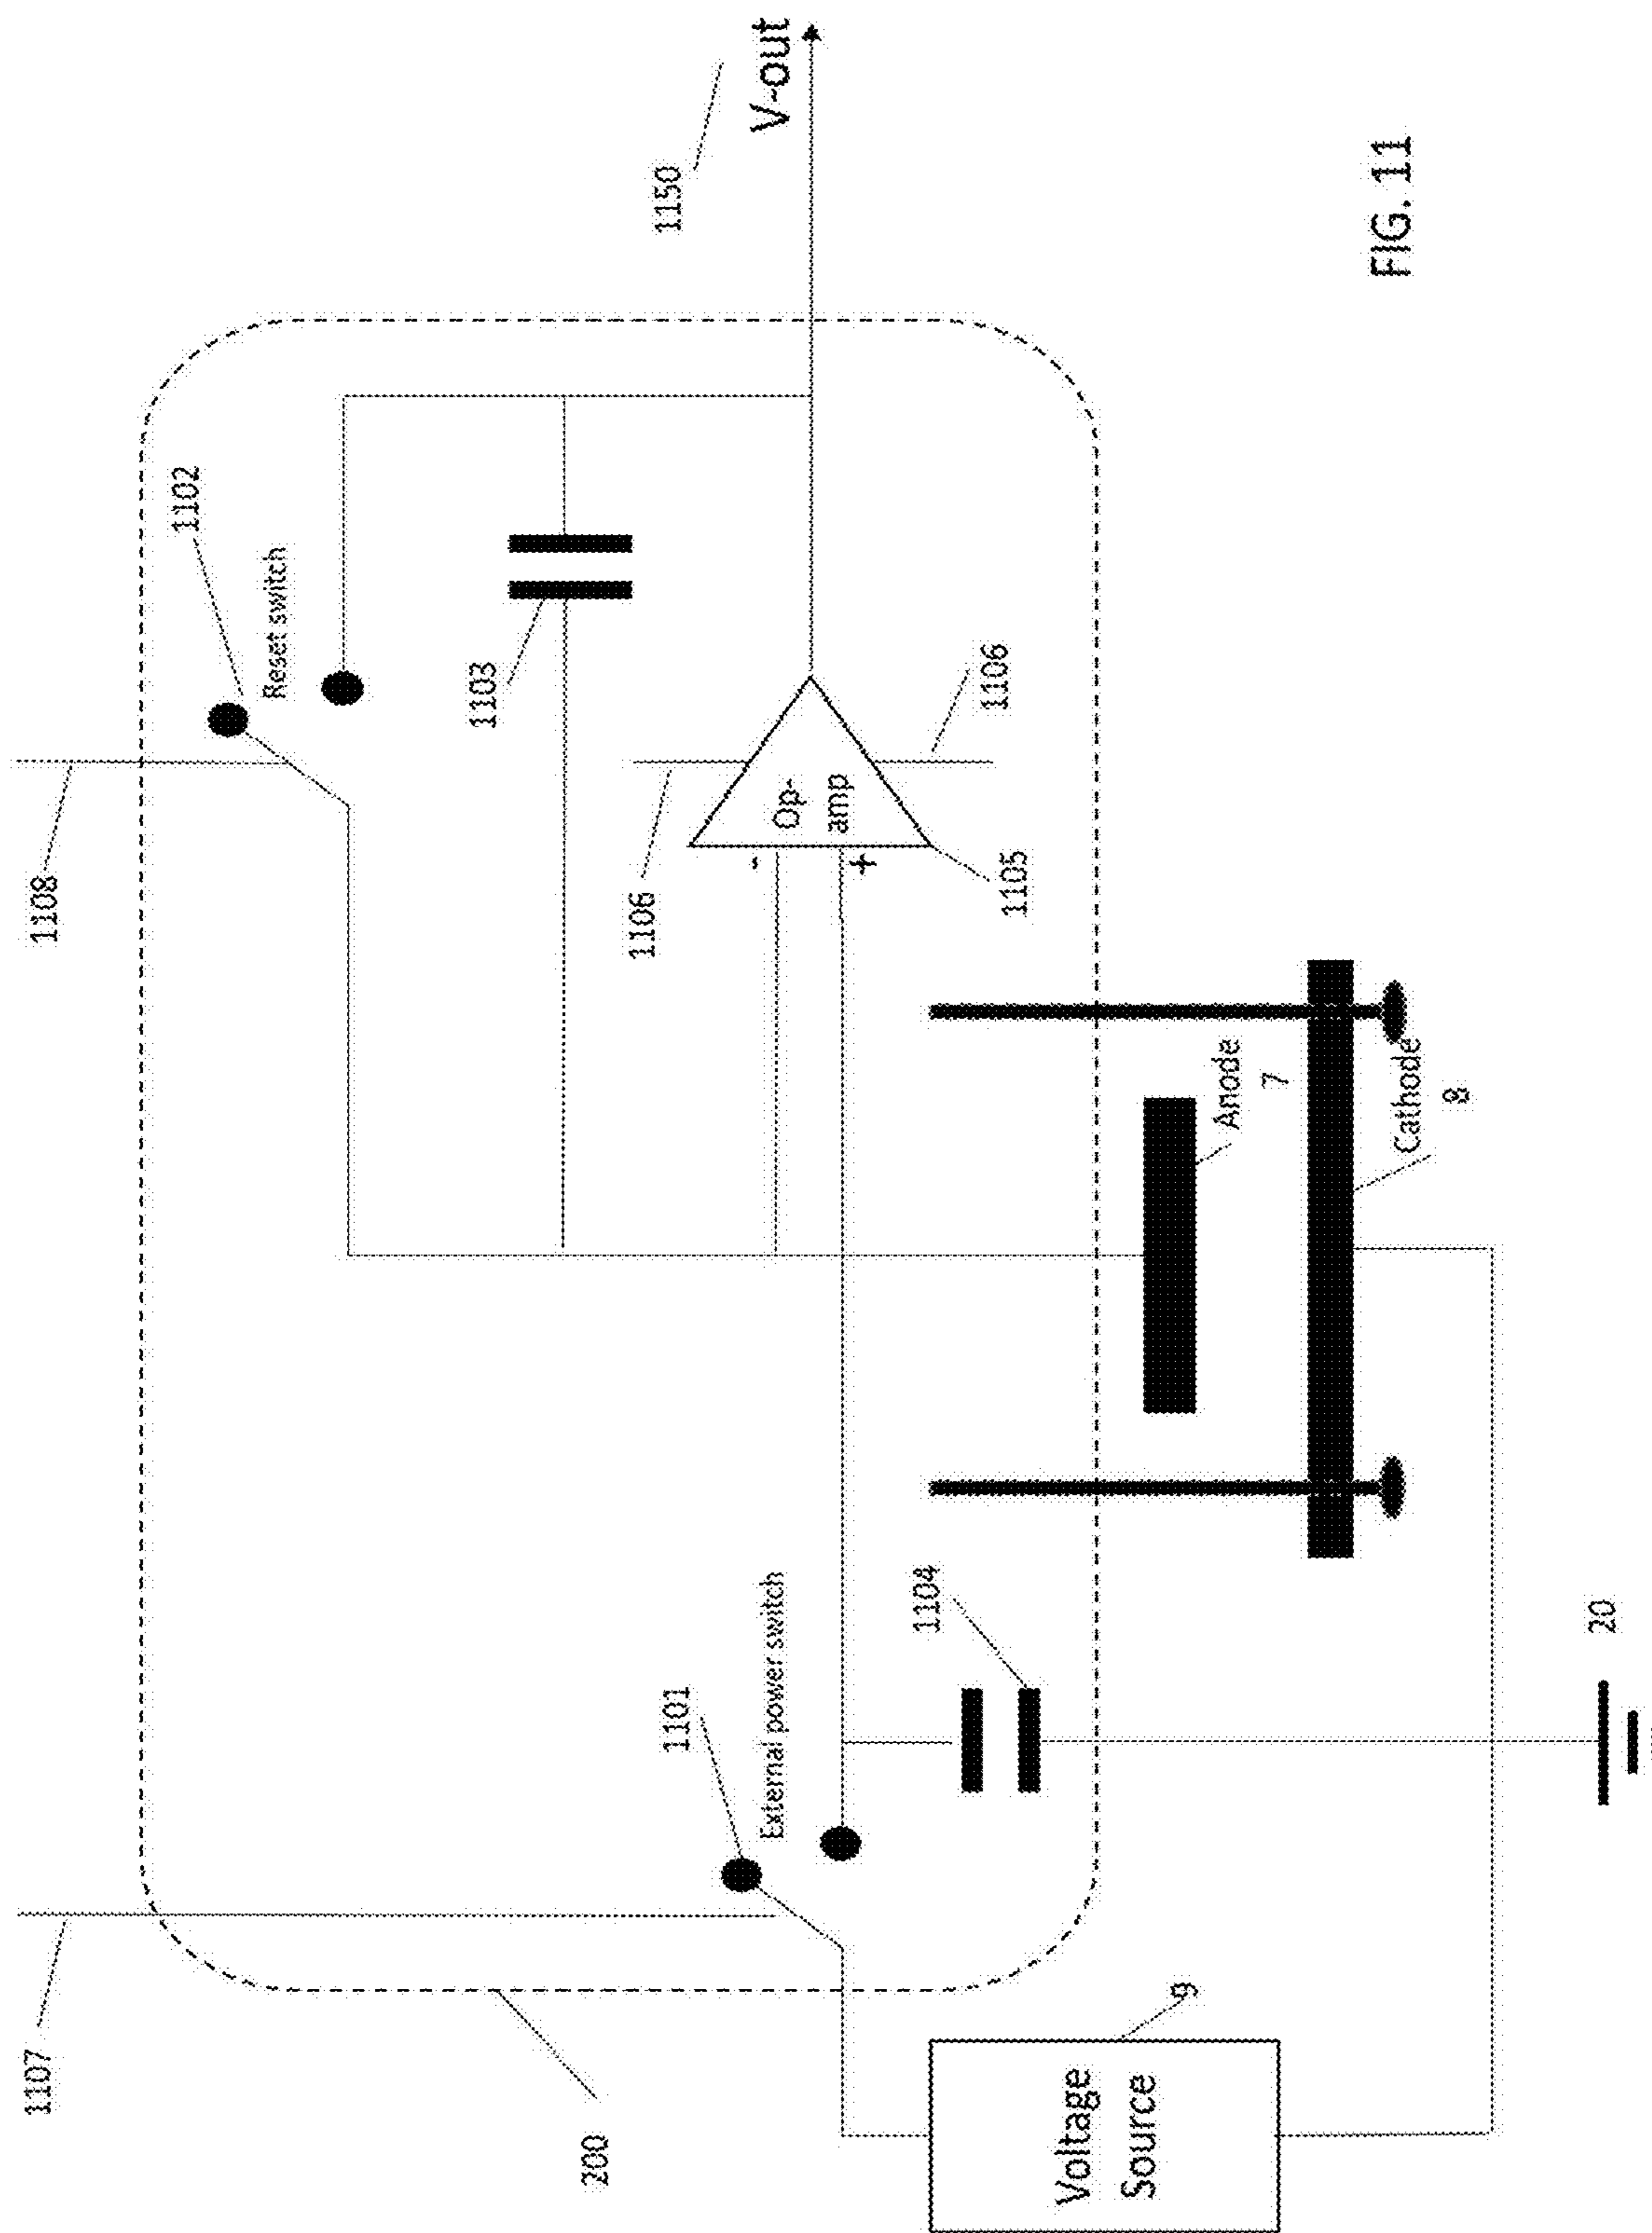 1107
1108
1102
Reset switch
1150
V-out
200
1101
External power switch
1103
1106
Op-
amp
-
+
1106
1105
1104
Voltage
Source
9
Anode
7
Cathode
8
20
FIG. 11